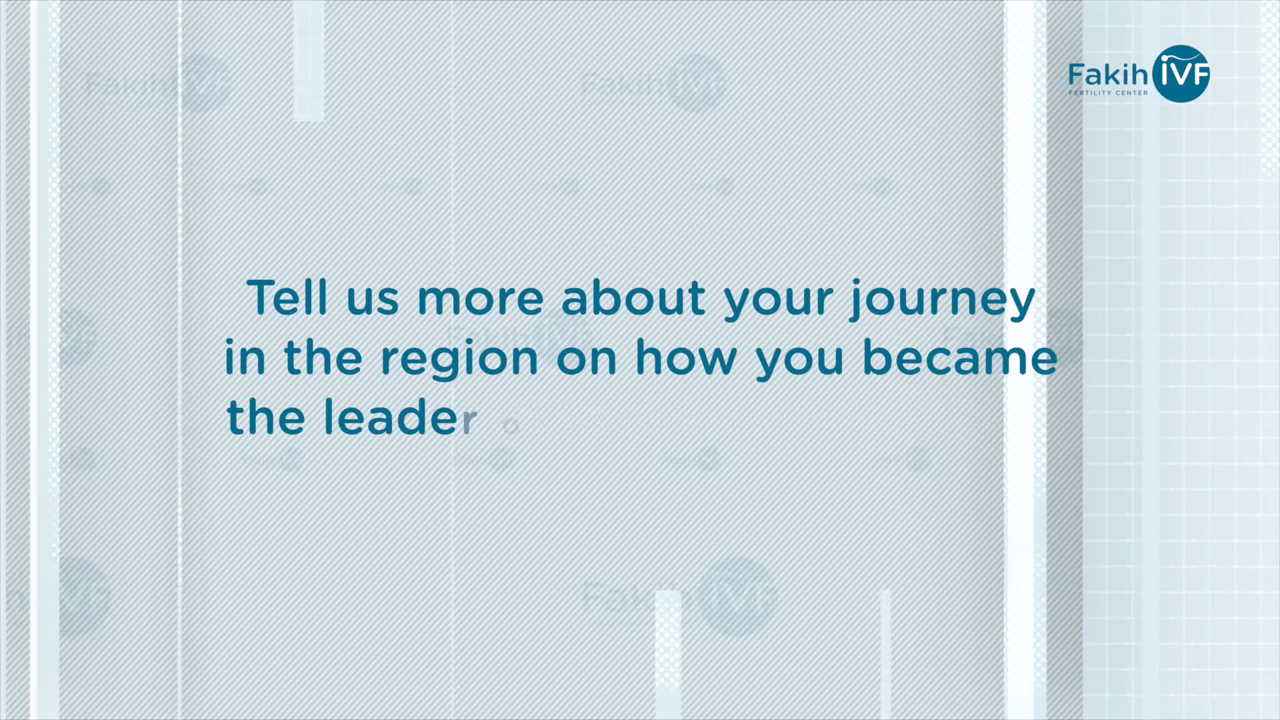 Fakih iVF
FERTILITY CENTER
Tell us more about your journey
in the region on how you became
the leader o